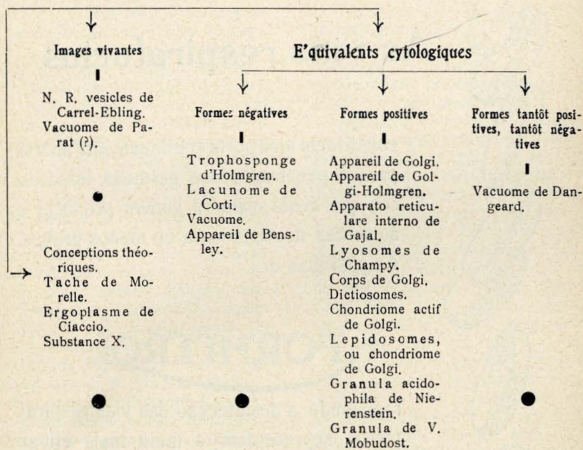 Images vivantes
N. R. vesicles de
Carrel-Ebling.
Vacuome de Pa-
rat (?).
Conceptions théo-
riques.
Tache de Mo-
relle.
Ergoplasme de
Ciaccio.
Substance X.
E'quivalents cytologiques
Formes négatives
Trophosponge
d'Holmgren.
Lacunome de
Corti.
Vacuome.
Appareil de Bens-
ley.
Formes positives
Appareil de Golgi.
Appareil de Gol-
gi-Holmgren.
Apparato reticu-
lare interno de
Gajal.
Lyosomes de
Champy.
Corps de Golgi.
Dictiosomes.
Chondriome actif
de Golgi.
Lepidosomes,
ou chondriome
de Golgi.
Granula acido-
phila de Nie-
renstein.
Granula de V.
Mobudost.
Formes tantôt posi-
tives, tantôt néga-
tives
Vacuome de Dan-
geard.